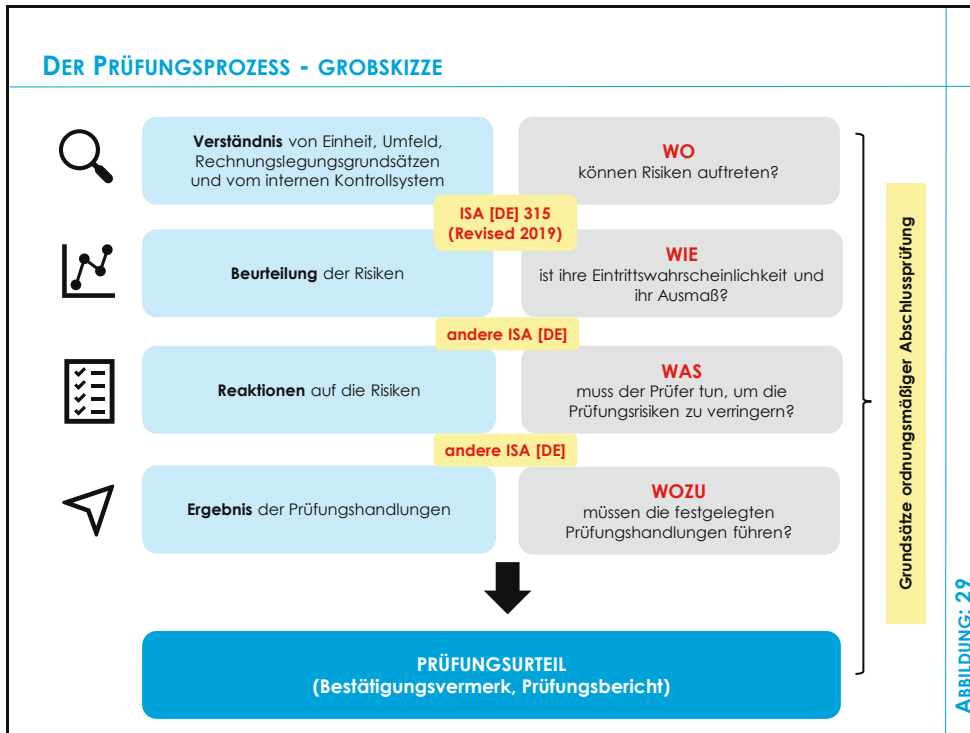 DER PRÜFUNGSPROZESS - GROBSKIZZE
Verständnis von Einheit, Umfeld,
Rechnungslegungsgrundsätzen
und vom internen Kontrollsystem
WO
können Risiken auftreten?
ISA [DE] 315
(Revised 2019)
Beurteilung der Risiken
WIE
ist ihre Eintrittswahrscheinlichkeit und
ihr Ausmaß?
andere ISA [DE]
Reaktionen auf die Risiken
WAS
muss der Prüfer tun, um die
Prüfungsrisiken zu verringern?
andere ISA [DE]
Ergebnis der Prüfungshandlungen
WOZU
müssen die festgelegten
Prüfungshandlungen führen?
PRÜFUNGSURTEIL
(Bestätigungsvermerk, Prüfungsbericht)
Grundsätze ordnungsmäßiger Abschlussprüfung
ABBILDUNG: 29